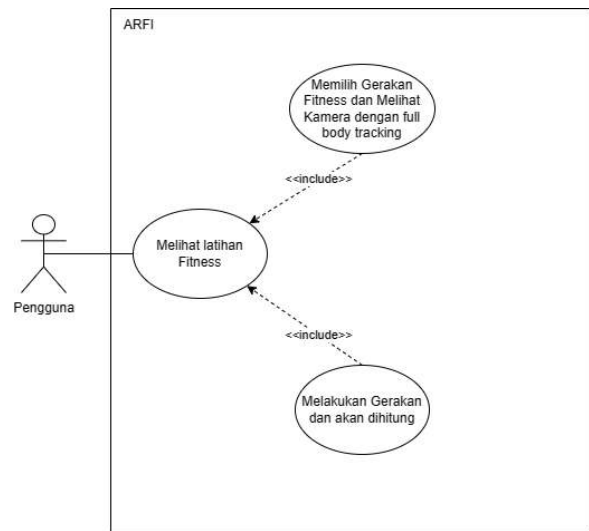 ARFI
Memilih Gerakan
Fitness dan Melihat
Kamera dengan full
body tracking
<<include>>
Melihat latihan
Fitness
Pengguna
<<include>>
Melakukan Gerakan
dan akan dihitung